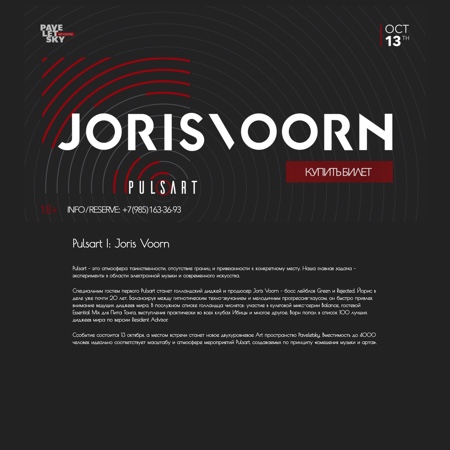 PAVE
LET
SKY
OCT
13TH
JORISVOORN
КУПИТЬ БИЛЕТ
PULSART
18+
INFO / RESERVE: +7 (985) 163-36-93
Pulsart I: Joris Voorn
Pulsart – это атмосфера таинственности, отсутствие границ и привязанности к конкретному месту. Наша главная задача –
эксперименты в области электронной музыки и современного искусства.
Специальным гостем первого Pulsart станет голландский диджей и продюсер Joris Voorn – босс лейблов Green и Rejected. Йорис в
деле уже почти 20 лет. Балансируя между гипнотическим техно-звучанием и мелодичным прогрессив-хаусом, он быстро привлек
внимание ведущих диджеев мира. В послужном списке голландца числятся: участие в культовой микс-серии Balance, гостевой
Essential Mix для Пита Тонга, выступления практически во всех клубах Ибицы и многое другое. Ворн попал в список 100 лучших
диджеев мира по версии Resident Advisor.
Событие состоится 13 октября, а местом встречи станет новое двухуровневое Art пространство Paveletsky. Вместимость до 4000
человек идеально соответствует масштабу и атмосфере мероприятий Pulsart, создаваемых по принципу извещения музыки и артан.